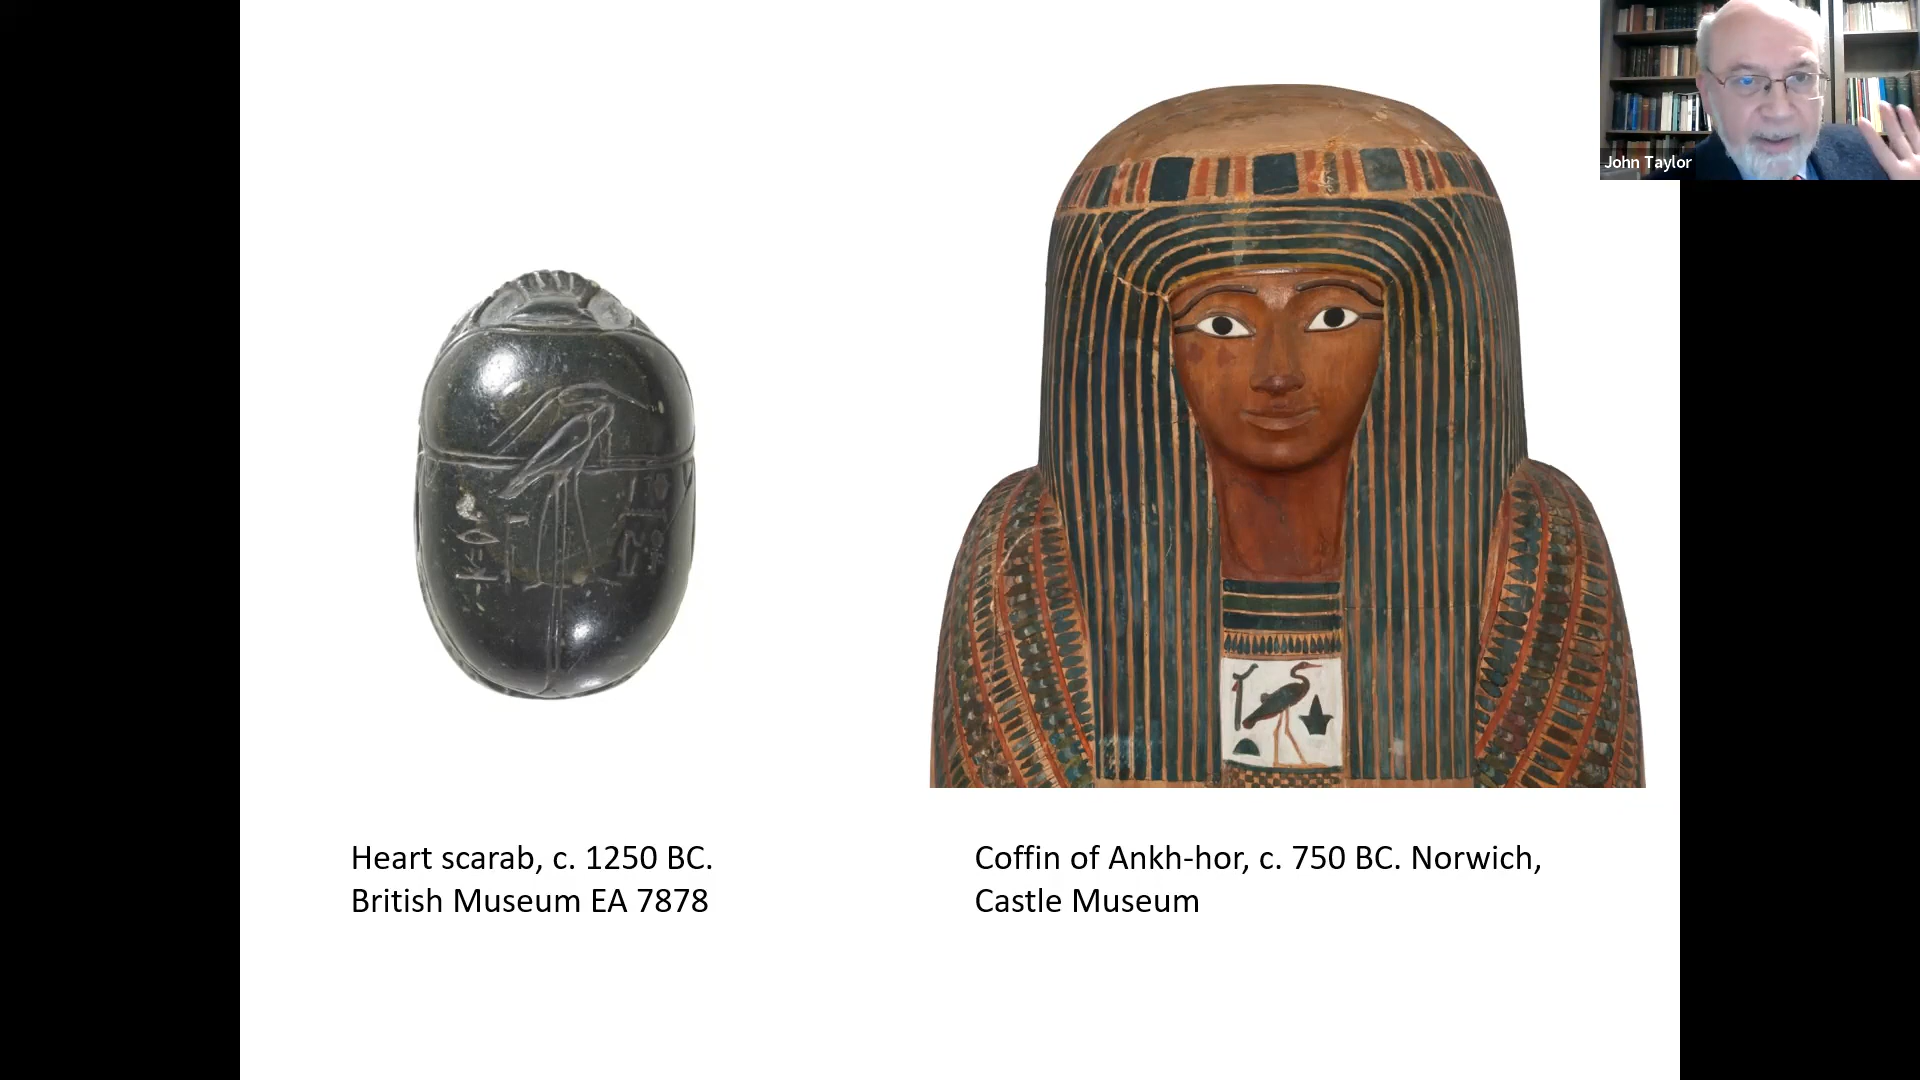 John Taylor
Heart scarab, c. 1250 BC.
British Museum EA 7878
Coffin of Ankh-hor, c. 750 BC. Norwich,
Castle Museum